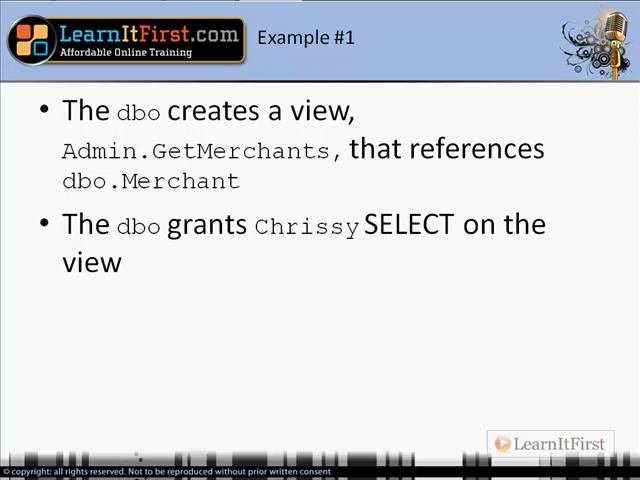 LearnItFirst.com
Affordable Online Training
Example #1
• The dbo creates a view,
Admin.GetMerchants, that references
dbo.Merchant
• The dbo grants Chrissy SELECT on the
view
LearnItFirst
© copyright: all rights reserved. Not to be reproduced without prior written consent